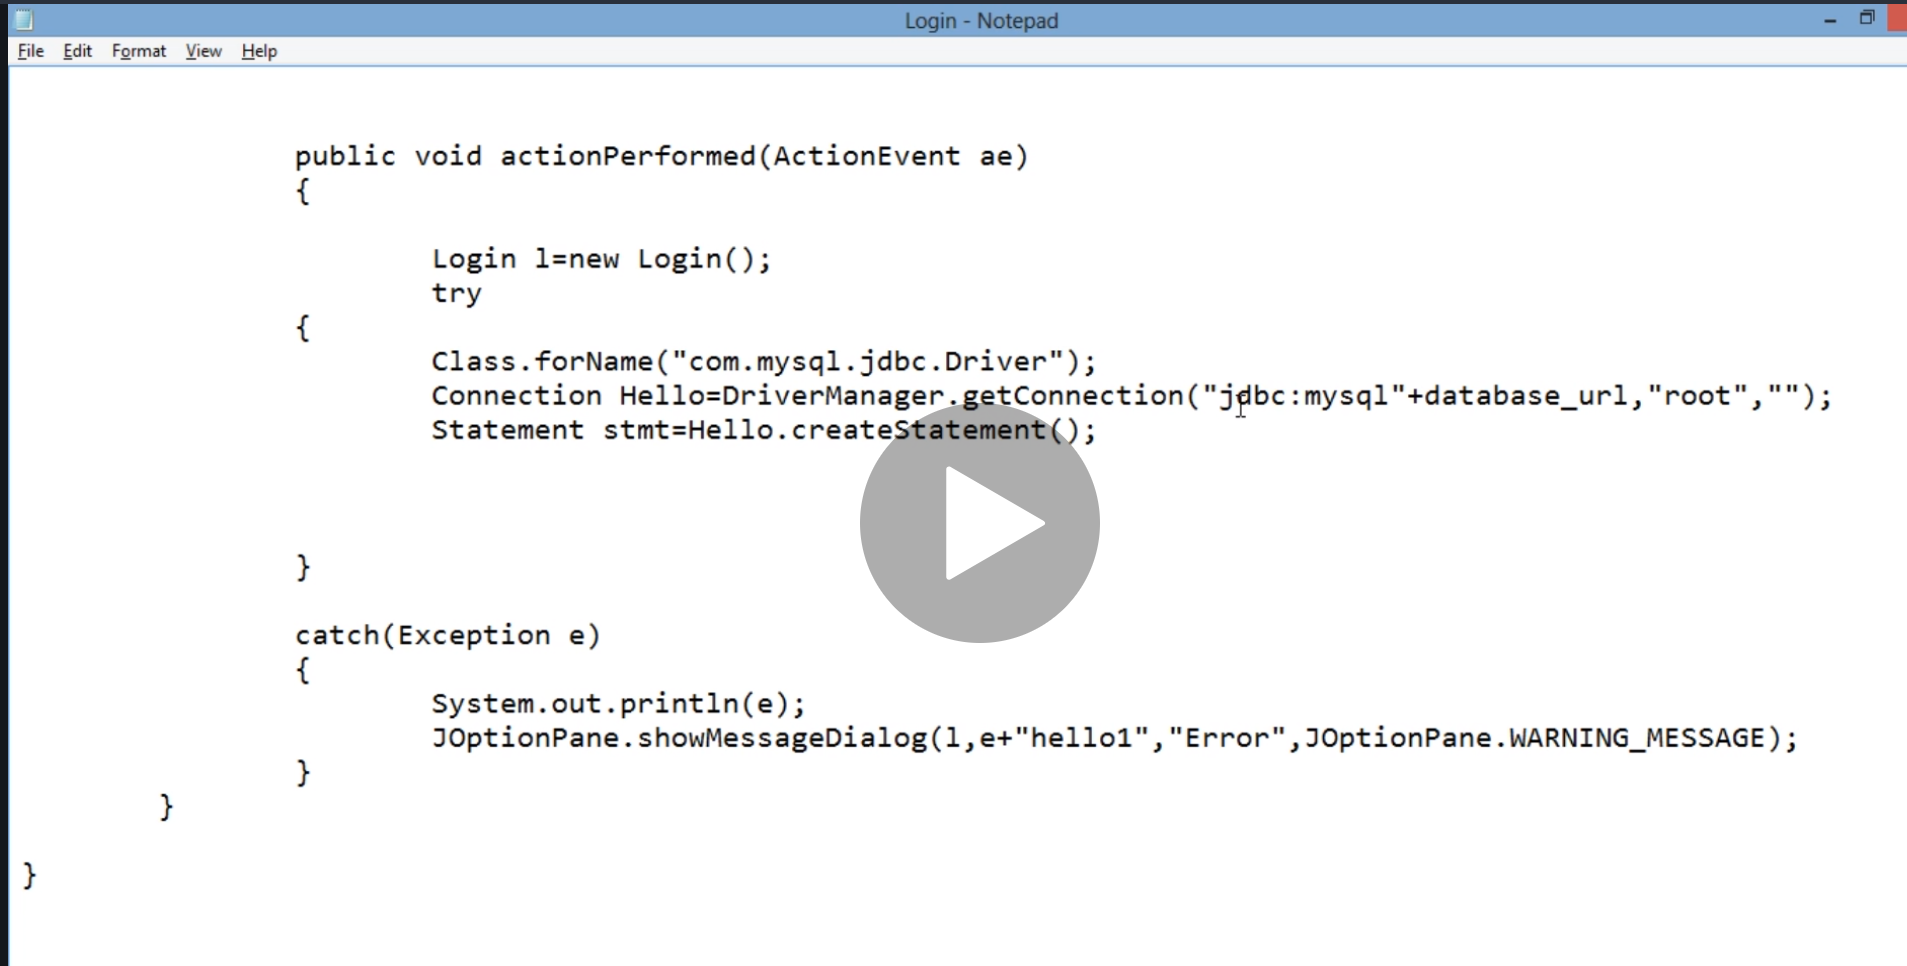 Login - Notepad
File Edit Format View Help
public void actionPerformed(ActionEvent ae)
{
Login l=new Login();
try
{
Class.forName("com.mysql.jdbc.Driver");
Connection Hello=DriverManager.getConnection("jdbc:mysql"+database_url,"root","");
Statement stmt=Hello.createStatement();
}
catch(Exception e)
{
System.out.println(e);
JOptionPane.showMessageDialog(l,e+"hello1","Error",JOptionPane.WARNING_MESSAGE);
}
}
}